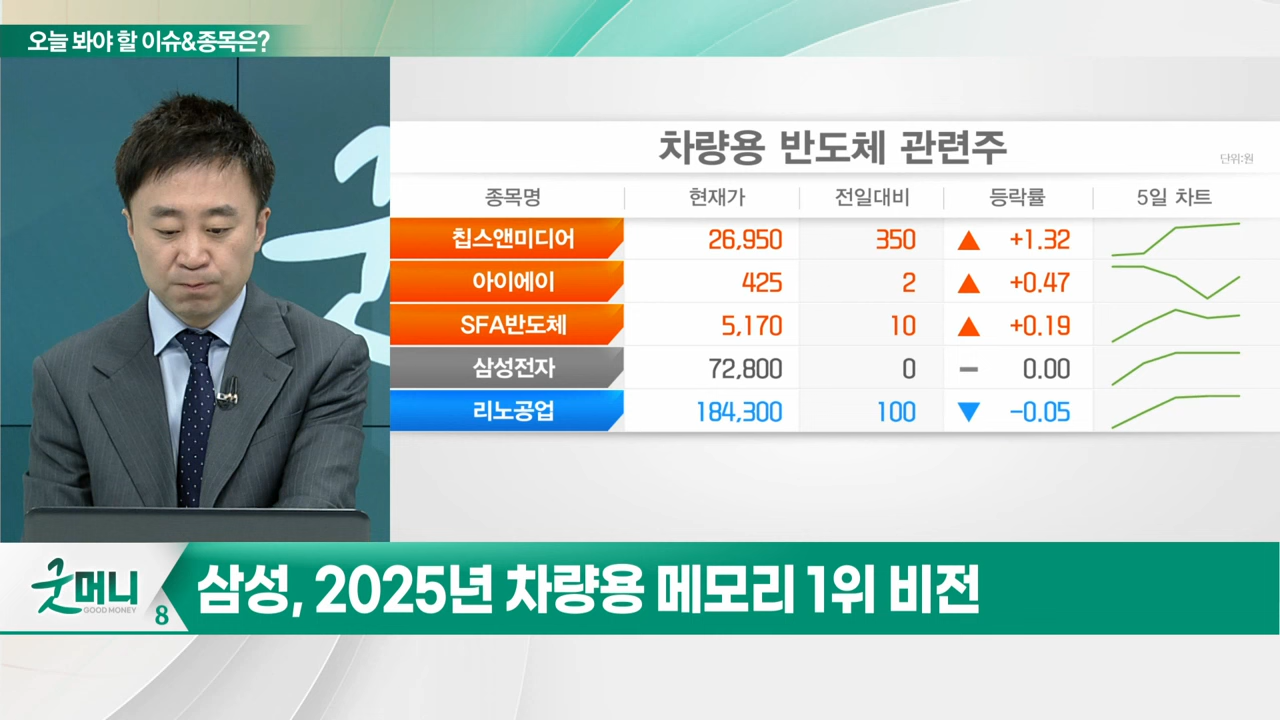 오늘 봐야 할 이슈&종목은?
차량용 반도체 관련주
단위:원
종목명 현재가 전일대비 등락률 5일 차트
칩스앤미디어 26,950 350 ▲ +1.32
아이에이 425 2 ▲ +0.47
SFA반도체 5,170 10 ▲ +0.19
삼성전자 72,800 0 - 0.00
리노공업 184,300 100 ▼ -0.05
굿머니
GOOD MONEY
8
삼성, 2025년 차량용 메모리 1위 비전